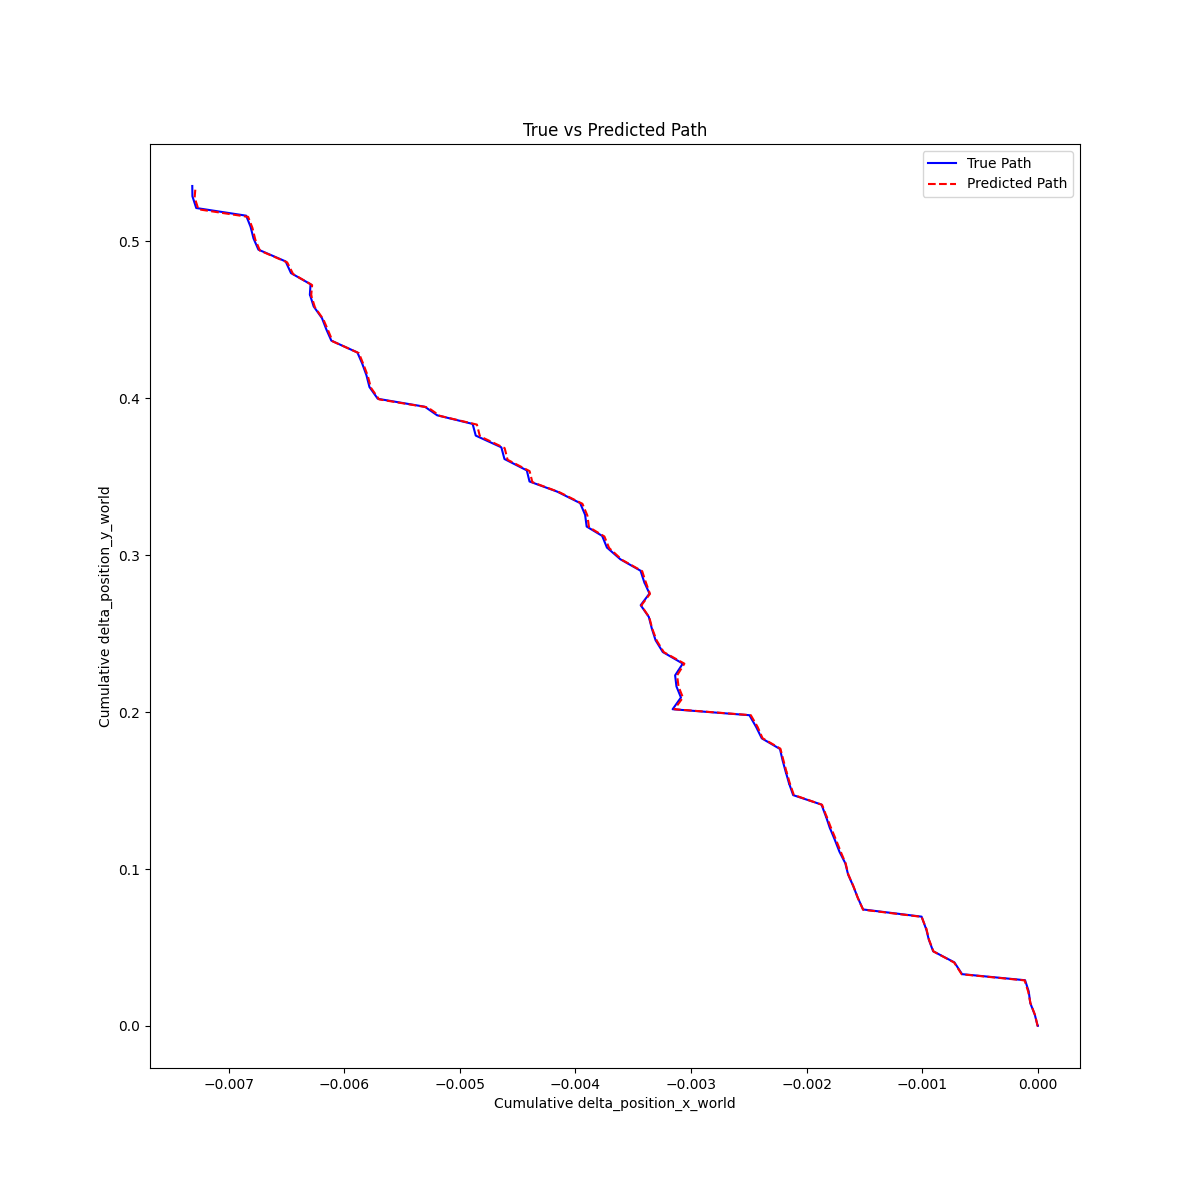 True vs Predicted Path
True Path
Predicted Path
Cumulative delta_position_y_world
0.5
0.4
0.3
0.2
0.1
0.0
−0.007 −0.006 −0.005 −0.004 −0.003 −0.002 −0.001 0.000
Cumulative delta_position_x_world